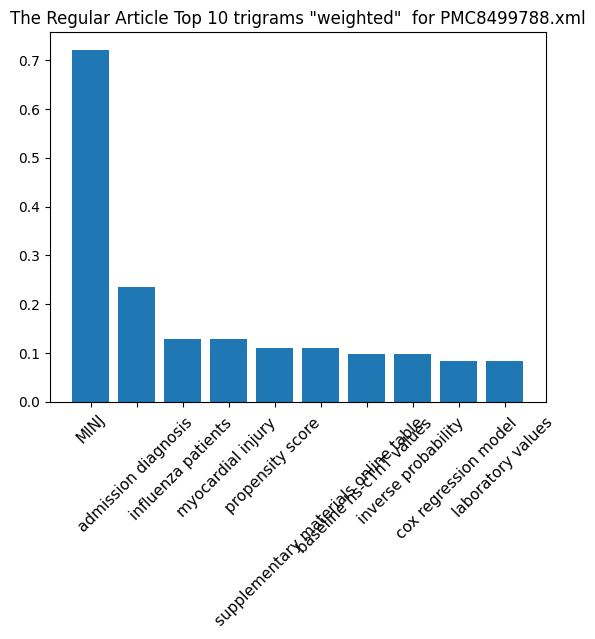 The Regular Article Top 10 trigrams "weighted"  for PMC8499788.xml
0.7
0.6
0.5
0.4
0.3
0.2
0.1
0.0
MINJ
admission diagnosis
influenza patients
myocardial injury
propensity score
supplementary materials online table
baseline hs-cTnT values
inverse probability
cox regression model
laboratory values